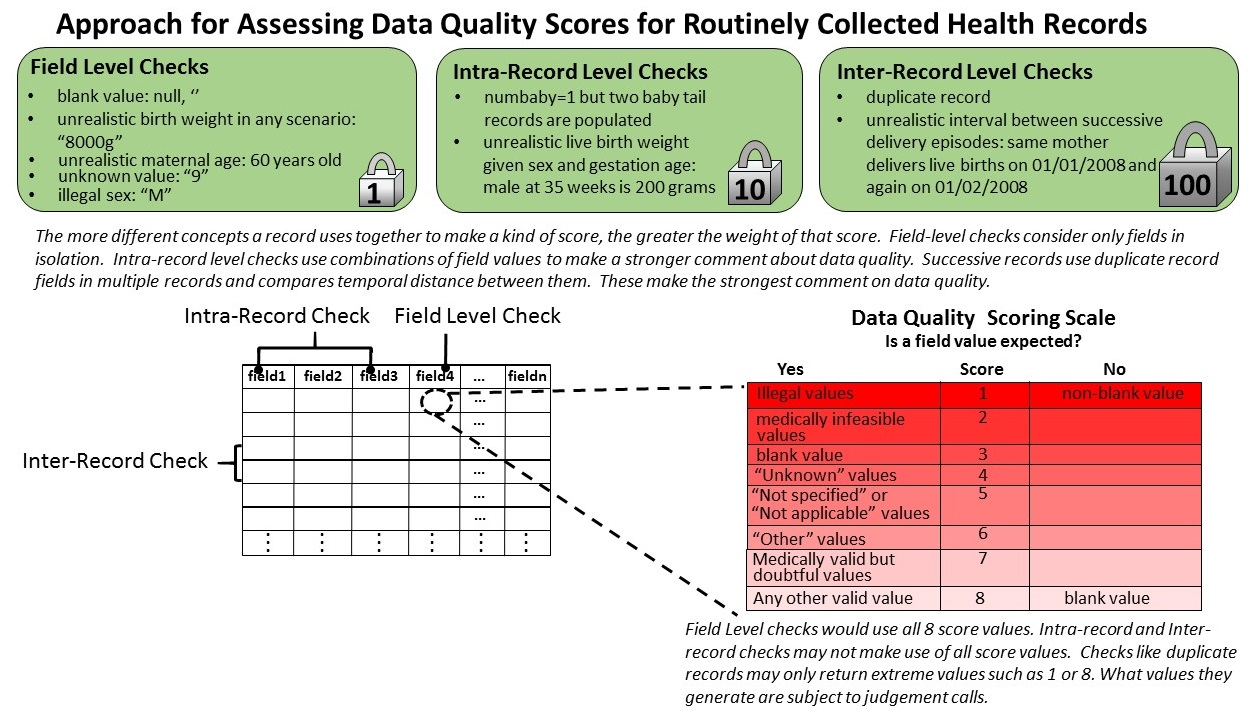 Approach for Assessing Data Quality Scores for Routinely Collected Health Records
Field Level Checks
• blank value: null, ‘’
• unrealistic birth weight in any scenario:
“8000g”
• unrealistic maternal age: 60 years old
• unknown value: “9”
• illegal sex: “M”
1
Intra-Record Level Checks
• numbaby=1 but two baby tail
records are populated
• unrealistic live birth weight
given sex and gestation age:
male at 35 weeks is 200 grams
10
Inter-Record Level Checks
• duplicate record
• unrealistic interval between successive
delivery episodes: same mother
delivers live births on 01/01/2008 and
again on 01/02/2008
100
The more different concepts a record uses together to make a kind of score, the greater the weight of that score. Field-level checks consider only fields in
isolation. Intra-record level checks use combinations of field values to make a stronger comment about data quality. Successive records use duplicate record
fields in multiple records and compares temporal distance between them. These make the strongest comment on data quality.
Intra-Record Check Field Level Check
field1 field2 field3 field4 ... fieldn
...
...
...
...
...
...
⋮ ⋮ ⋮ ⋮ ⋮ ⋮
Inter-Record Check
Data Quality Scoring Scale
Is a field value expected?
Yes Score No
Illegal values 1 non-blank value
medically infeasible 2
values
blank value 3
“Unknown” values 4
“Not specified” or 5
“Not applicable” values
“Other” values 6
Medically valid but 7
doubtful values
Any other valid value 8 blank value
Field Level checks would use all 8 score values. Intra-record and Inter-
record checks may not make use of all score values. Checks like duplicate
records may only return extreme values such as 1 or 8. What values they
generate are subject to judgement calls.